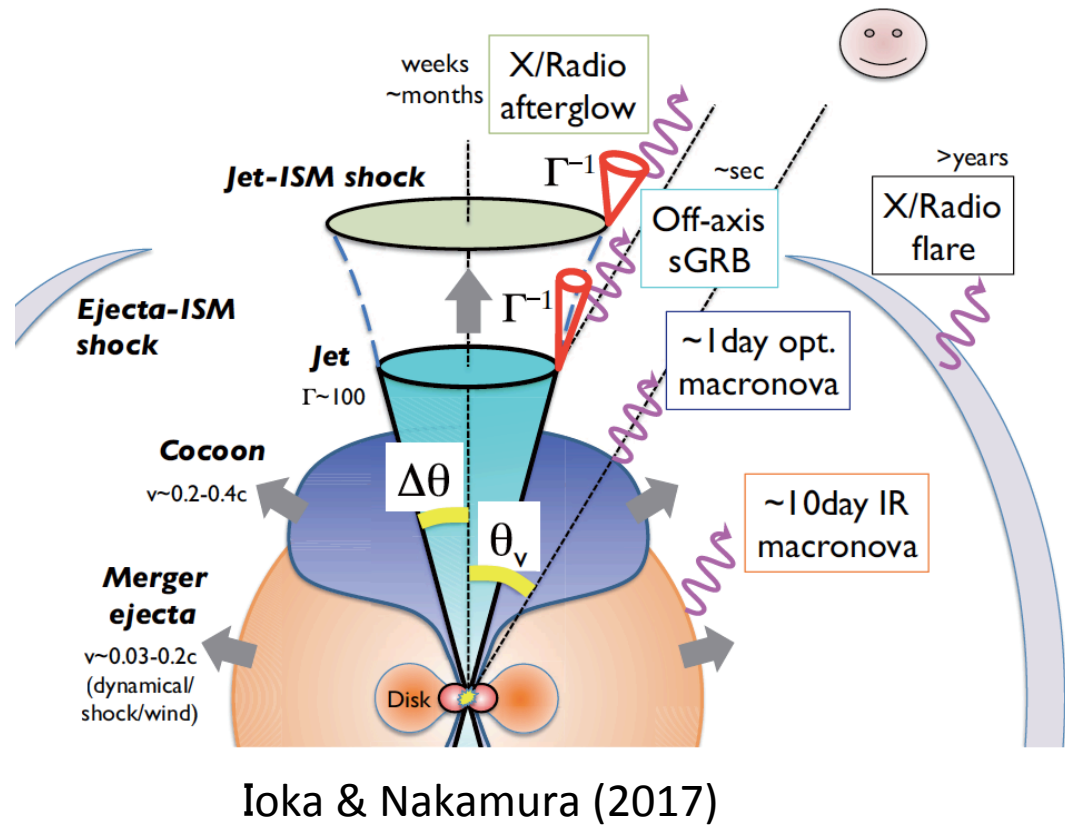 weeks
~months
X/Radio
afterglow
Jet-ISM shock
Γ⁻¹
~sec
Off-axis
sGRB
>years
X/Radio
flare
Ejecta-ISM
shock
Γ⁻¹
Jet
Γ~100
~1day opt.
macronova
Cocoon
v~0.2-0.4c
Δθ
θᵥ
~10day IR
macronova
Merger
ejecta
v~0.03-0.2c
(dynamical/
shock/wind)
Disk
Ioka & Nakamura (2017)